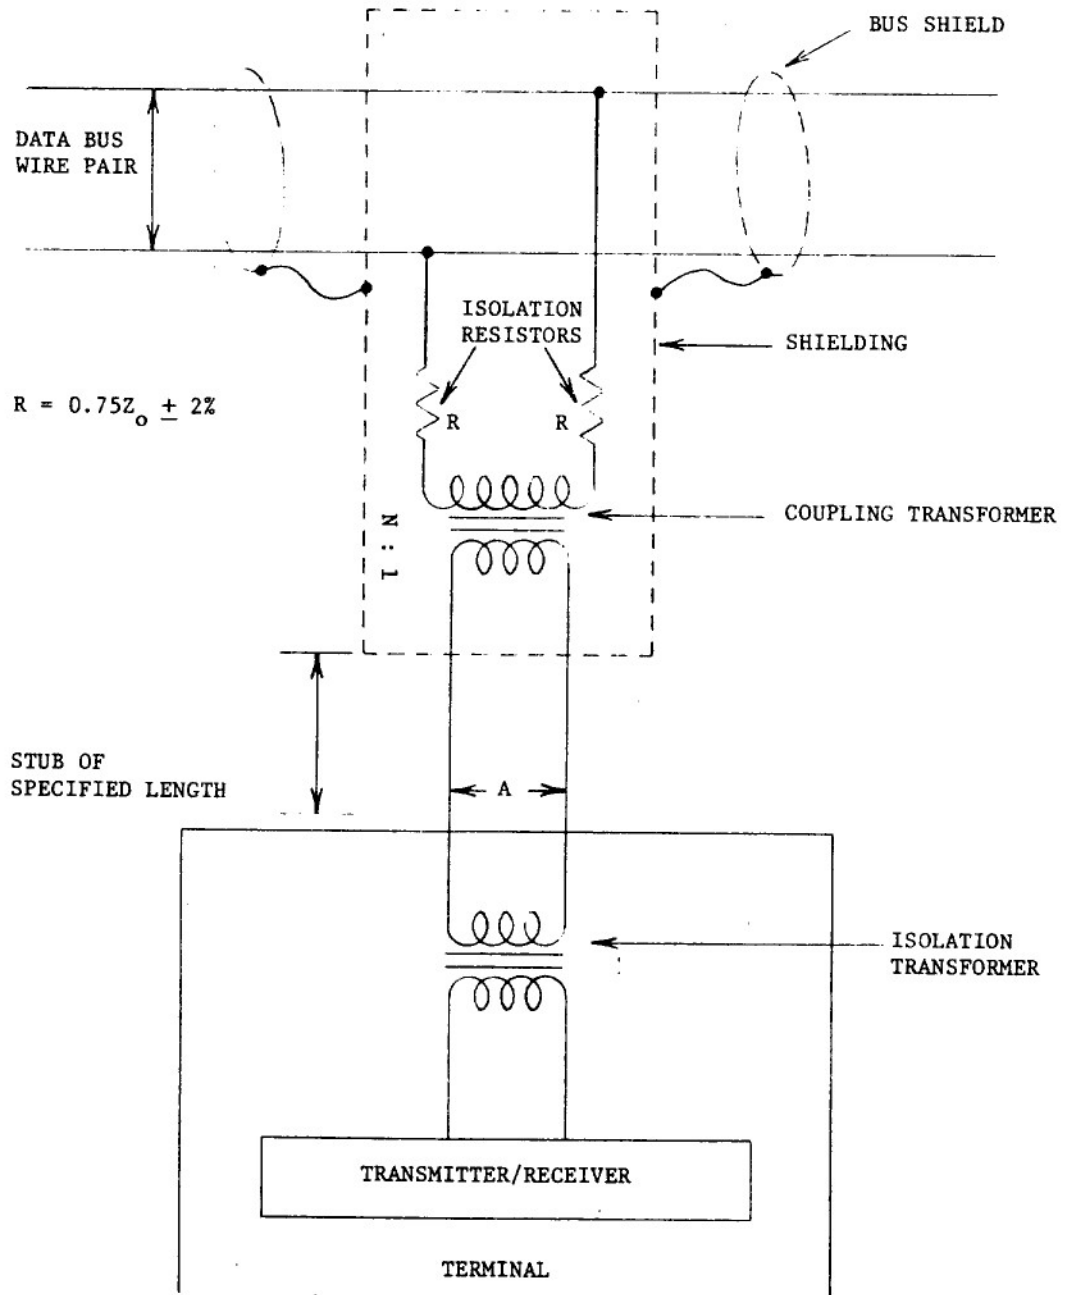 BUS SHIELD
DATA BUS
WIRE PAIR
ISOLATION
RESISTORS
SHIELDING
R = 0.75Zo ± 2%
R
R
N : 1
COUPLING TRANSFORMER
STUB OF
SPECIFIED LENGTH
A
ISOLATION
TRANSFORMER
TRANSMITTER/RECEIVER
TERMINAL